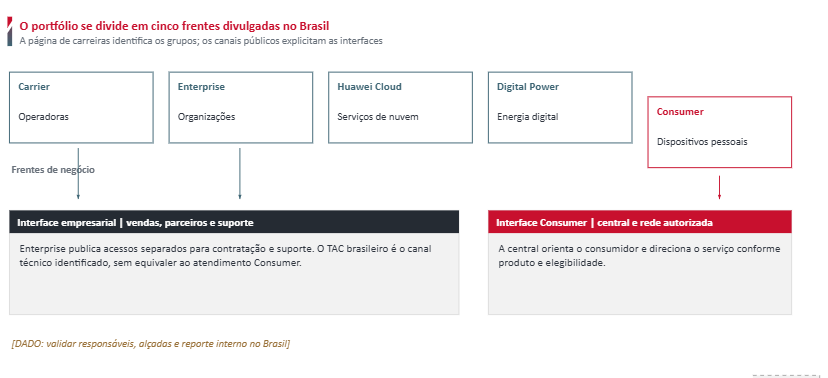 O portfólio se divide em cinco frentes divulgadas no Brasil
A página de carreiras identifica os grupos; os canais públicos explicitam as interfaces
Carrier
Operadoras
Enterprise
Organizações
Huawei Cloud
Serviços de nuvem
Digital Power
Energia digital
Consumer
Dispositivos pessoais
Frentes de negócio
Interface empresarial | vendas, parceiros e suporte
Enterprise publica acessos separados para contratação e suporte. O TAC brasileiro é o canal
técnico identificado, sem equivaler ao atendimento Consumer.
Interface Consumer | central e rede autorizada
A central orienta o consumidor e direciona o serviço conforme
produto e elegibilidade.
[DADO: validar responsáveis, alçadas e reporte interno no Brasil]